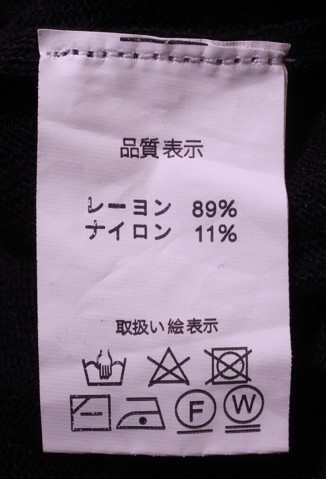 品質表示
レーヨン 89%
ナイロン 11%
取扱い絵表示
F W